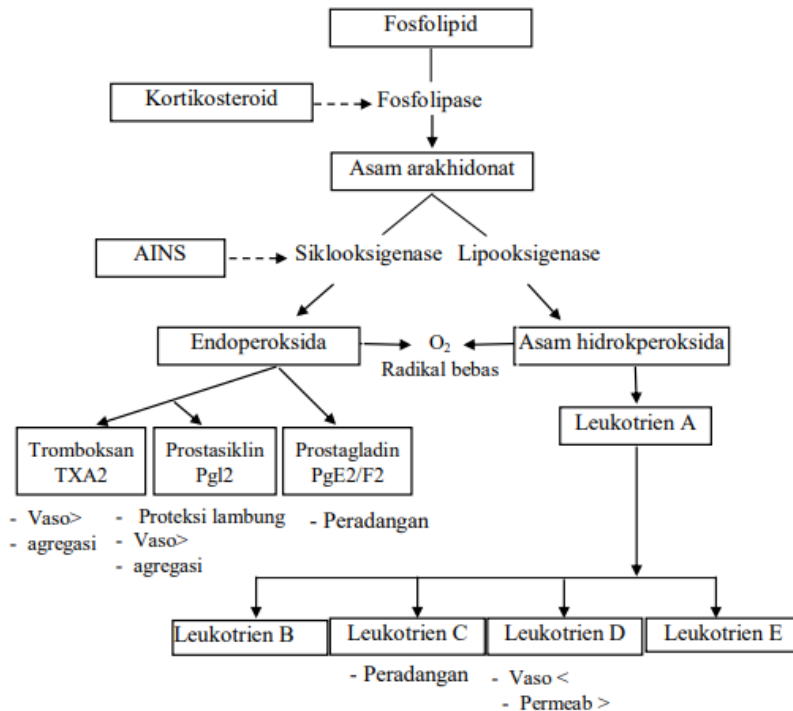 Fosfolipid
Kortikosteroid
Fosfolipase
Asam arakhidonat
AINS
Siklooksigenase
Lipooksigenase
Endoperoksida
O2
Radikal bebas
Asam hidrokperoksida
Leukotrien A
Tromboksan
TXA2
Prostasiklin
Pgl2
Prostagladin
PgE2/F2
- Vaso>
- agregasi
- Proteksi lambung
- Vaso>
- agregasi
- Peradangan
Leukotrien B
Leukotrien C
Leukotrien D
Leukotrien E
- Peradangan
- Vaso <
- Permeab >